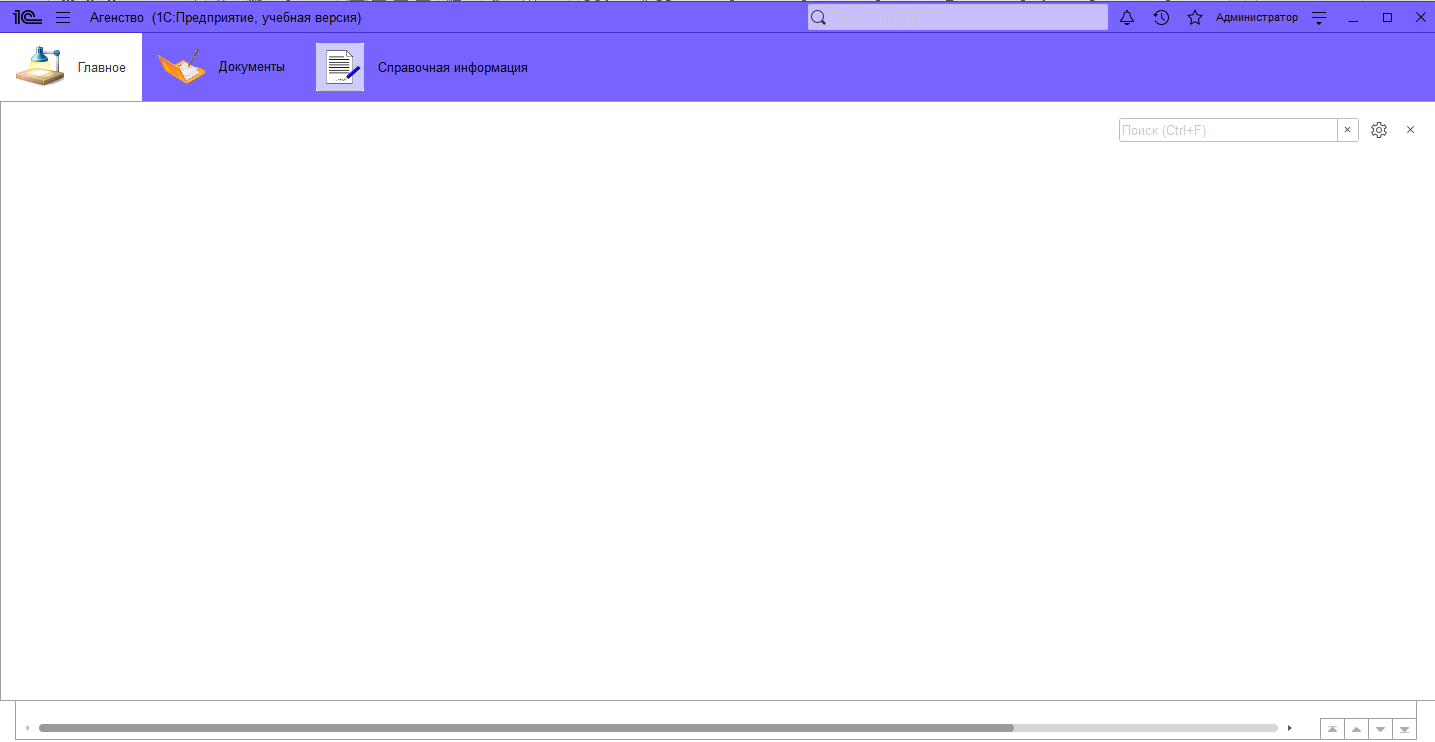 1С Агенство (1С:Предприятие, учебная версия) Администратор
Главное Документы Справочная информация
Поиск (Ctrl+F)